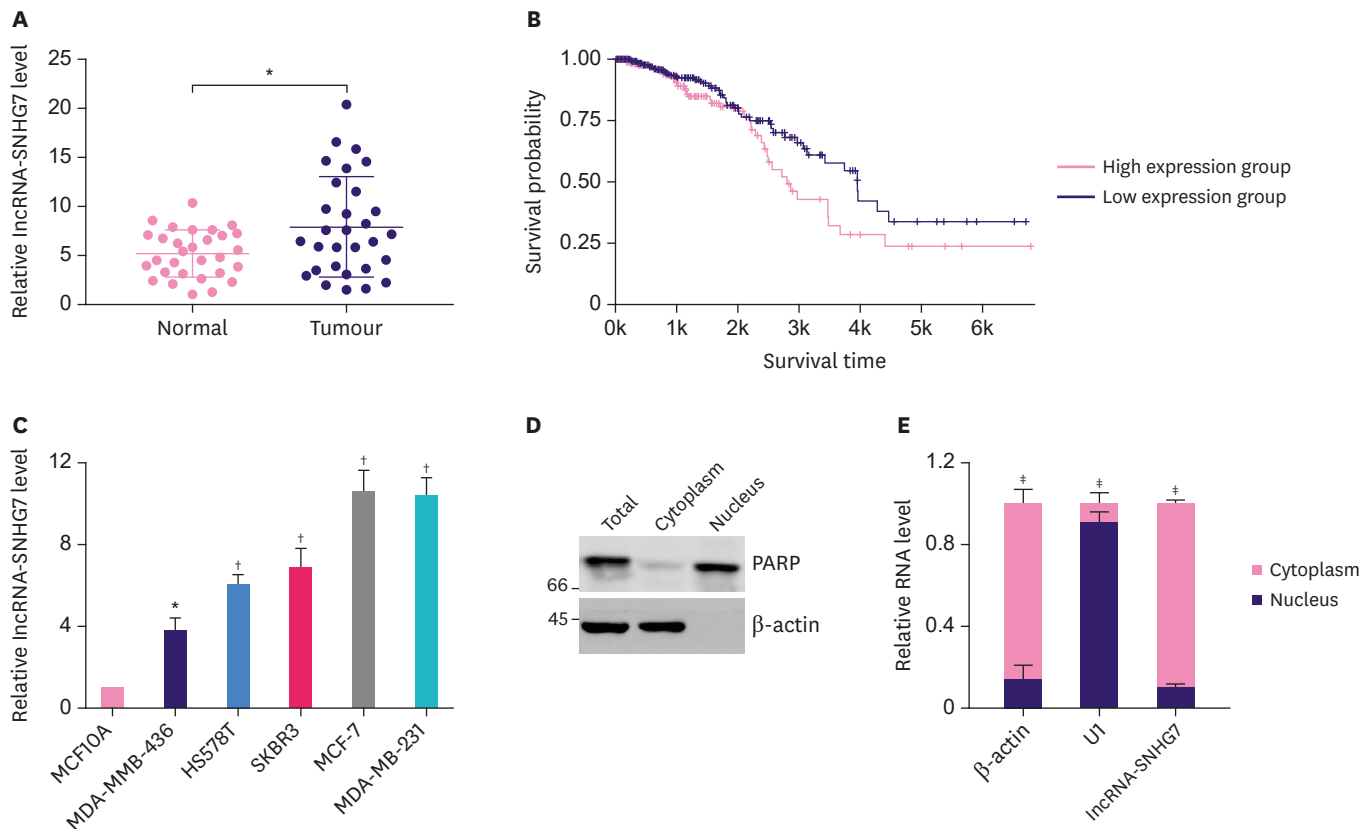 A
Relative lncRNA-SNHG7 level
25
20
15
10
5
0
*
Normal
Tumour
B
Survival probability
1.00
0.75
0.50
0.25
0
0k
1k
2k
3k
4k
5k
6k
Survival time
High expression group
Low expression group
C
Relative lncRNA-SNHG7 level
12
8
4
0
*
†
†
†
†
MCF10A
MDA-MMB-436
HS578T
SKBR3
MCF-7
MDA-MB-231
D
Total
Cytoplasm
Nucleus
PARP
66
45
β-actin
E
Relative RNA level
1.2
0.8
0.4
0
‡
‡
‡
β-actin
U1
lncRNA-SNHG7
Cytoplasm
Nucleus